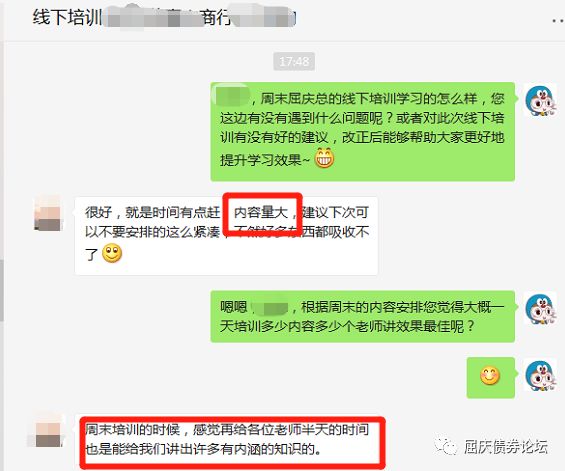 线下培训 商行
17:48
，周末屈庆总的线下培训学习的怎么样，您
这边有没有遇到什么问题呢？或者对此次线下培
训有没有好的建议，改正后能够帮助大家更好地
提升学习效果~
很好，就是时间有点赶，内容量大，建议下次可
以不要安排的这么紧凑，不然好多东西都吸收不
了
嗯嗯， ，根据周末的内容安排您觉得大概一
天培训多少内容多少个老师讲效果最佳呢？
周末培训的时候，感觉再给各位老师半天的时间
也是能给我们讲出许多有内涵的知识的。
屈庆债券论坛